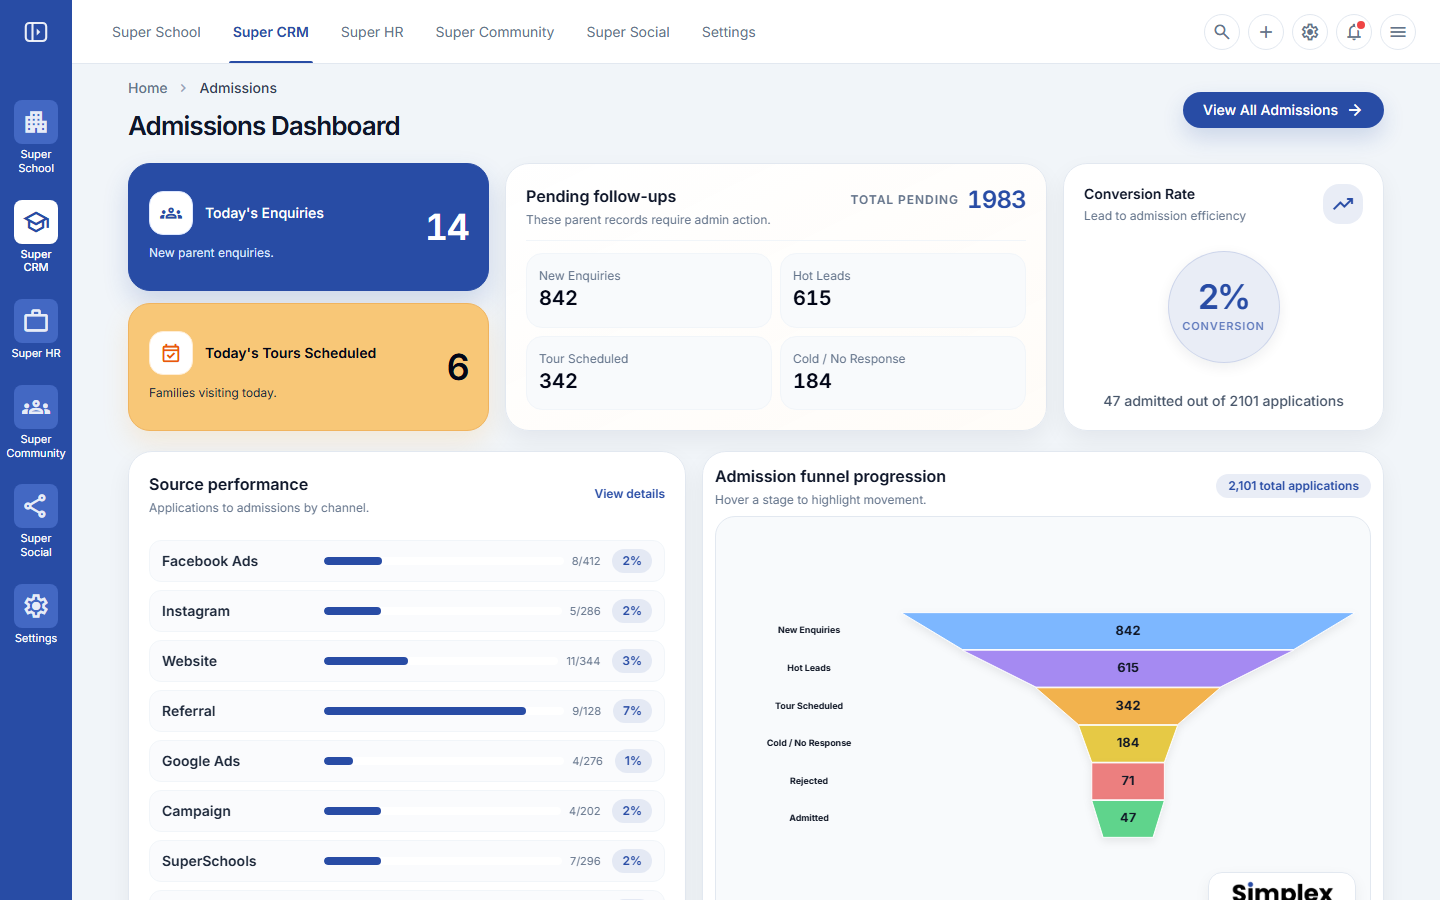 Super School
Super CRM
Super HR
Super Community
Super Social
Settings
Super
School
Super
CRM
Super HR
Super
Community
Super
Social
Settings
Home
Admissions
Admissions Dashboard
View All Admissions
Today's Enquiries
14
New parent enquiries.
Today's Tours Scheduled
6
Families visiting today.
Pending follow-ups
These parent records require admin action.
TOTAL PENDING 1983
New Enquiries
842
Hot Leads
615
Tour Scheduled
342
Cold / No Response
184
Conversion Rate
Lead to admission efficiency
2%
CONVERSION
47 admitted out of 2101 applications
Source performance
Applications to admissions by channel.
View details
Facebook Ads 8/412 2%
Instagram 5/286 2%
Website 11/344 3%
Referral 9/128 7%
Google Ads 4/276 1%
Campaign 4/202 2%
SuperSchools 7/296 2%
Admission funnel progression
Hover a stage to highlight movement.
2,101 total applications
New Enquiries 842
Hot Leads 615
Tour Scheduled 342
Cold / No Response 184
Rejected 71
Admitted 47
Simplex